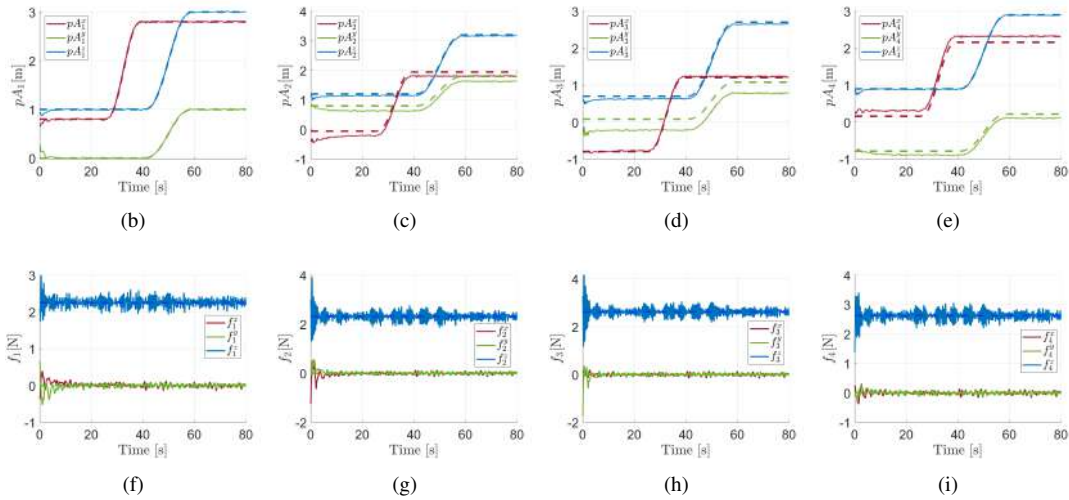 3
2
1
0
pA₁[m]
pA₁ˣ
pA₁ʸ
pA₁ᶻ
0 20 40 60 80
Time [s]
(b)
4
3
2
1
0
-1
pA₂[m]
pA₂ˣ
pA₂ʸ
pA₂ᶻ
0 20 40 60 80
Time [s]
(c)
3
2
1
0
-1
pA₃[m]
pA₃ˣ
pA₃ʸ
pA₃ᶻ
0 20 40 60 80
Time [s]
(d)
3
2
1
0
-1
pA₄[m]
pA₄ˣ
pA₄ʸ
pA₄ᶻ
0 20 40 60 80
Time [s]
(e)
3
2
1
0
-1
f₁[N]
f₁ˣ
f₁ʸ
f₁ᶻ
0 20 40 60 80
Time [s]
(f)
4
2
0
-2
f₂[N]
f₂ˣ
f₂ʸ
f₂ᶻ
0 20 40 60 80
Time [s]
(g)
4
2
0
-2
f₃[N]
f₃ˣ
f₃ʸ
f₃ᶻ
0 20 40 60 80
Time [s]
(h)
4
3
2
1
0
-1
f₄[N]
f₄ˣ
f₄ʸ
f₄ᶻ
0 20 40 60 80
Time [s]
(i)